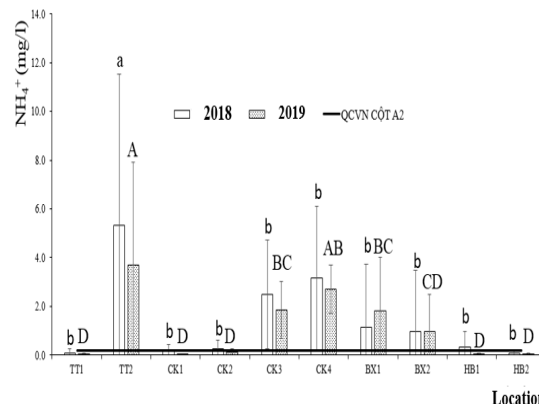 NH₄⁺ (mg/l)
14.0
12.0
10.0
8.0
6.0
4.0
2.0
0.0
2018 2019 QCVN CỘT A2
b D a A b D b D b BC b AB b BC b CD b D b D
TT1 TT2 CK1 CK2 CK3 CK4 BX1 BX2 HB1 HB2
Location